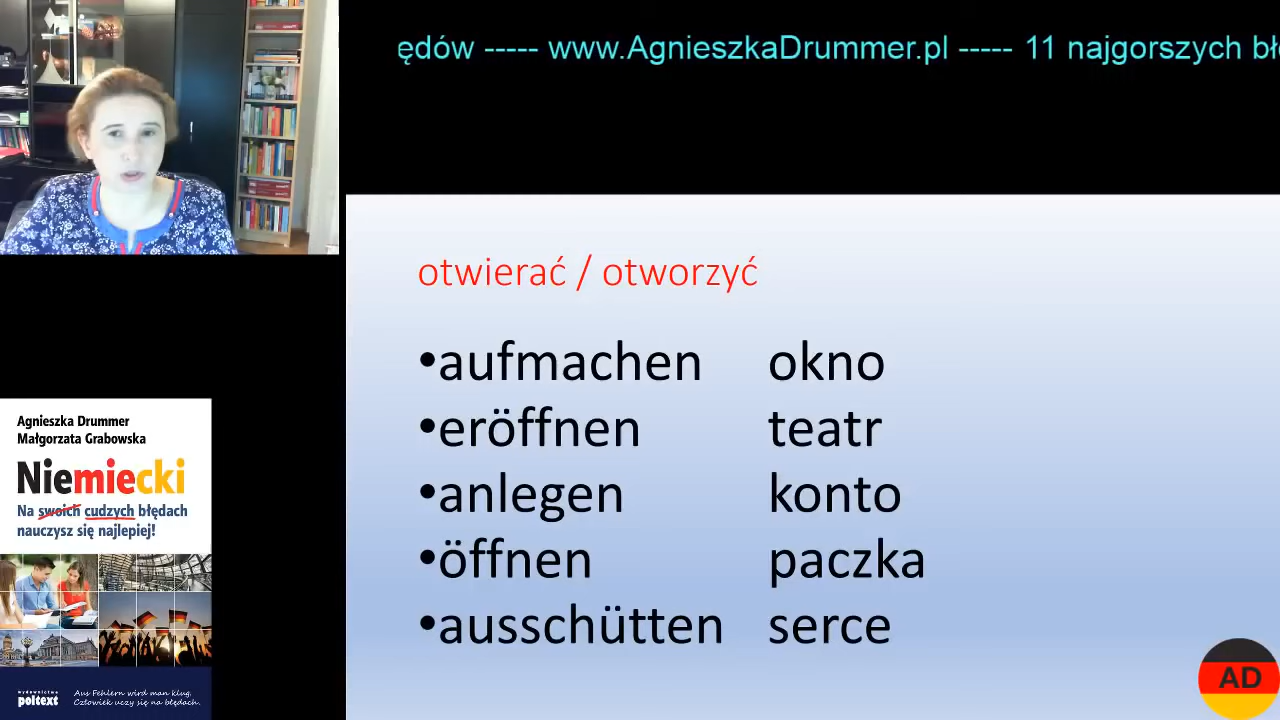 ędów ----- www.AgnieszkaDrummer.pl ----- 11 najgorszych bł
otwierać / otworzyć
•aufmachen okno
•eröffnen teatr
•anlegen konto
•öffnen paczka
•ausschütten serce
Agnieszka Drummer
Małgorzata Grabowska
Niemiecki
Na swoich cudzych błędach
nauczysz się najlepiej!
wydawnictwo
poltext
Aus Fehlern wird man klug.
Człowiek uczy się na błędach.
AD